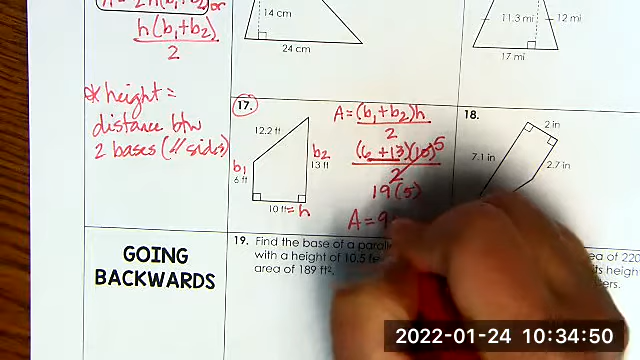 h(b₁+b₂)
2
14 cm
24 cm
11.3 mi
12 mi
17 mi
* height =
distance btw
2 bases (// sides)
17.
12.2 ft
b1
6 ft
b2
13 ft
10 ft = h
A = (b₁+b₂)h
2
(6+13)(10) 5
2
19(5)
A = 9
18.
2 in
7.1 in
2.7 in
GOING
BACKWARDS
19. Find the base of a
with a height of 10.5
area of 189 ft².
of 220
height
2022-01-24 10:34:50